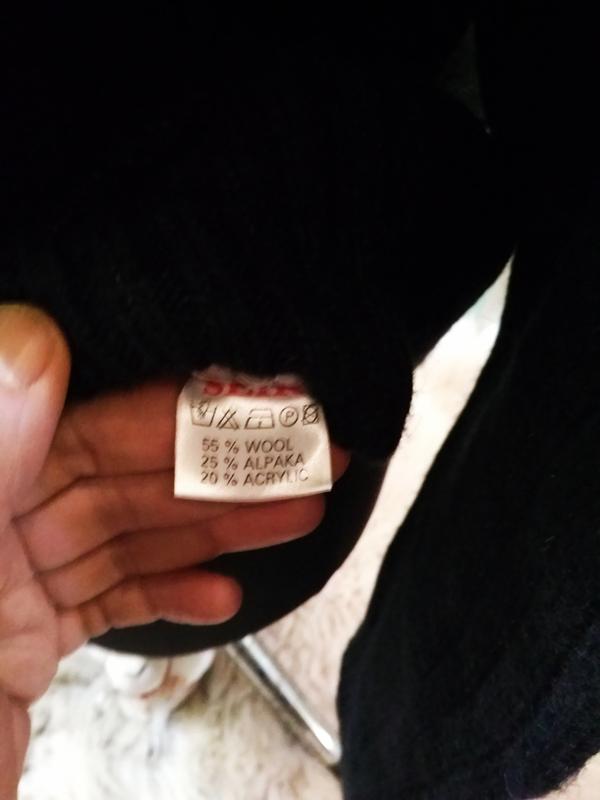 P
55 % WOOL
25 % ALPAKA
20 % ACRYLIC